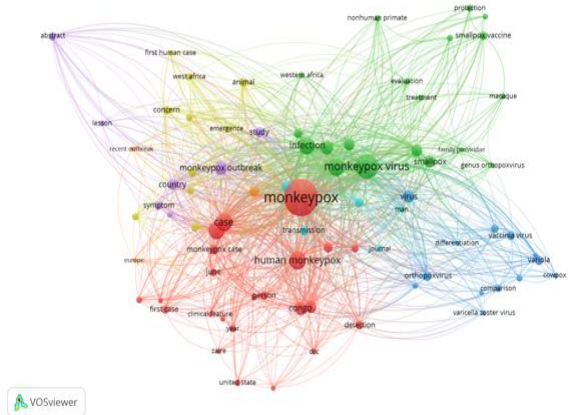 protection
nonhuman primate
abstract
smallpox vaccine
first human case
west africa
western africa
animal
evaluation
treatment
macaque
concern
lesson
emergence
study
infection
recent outbreak
family poxviridae
smallpox
genus orthopoxvirus
monkeypox outbreak
monkeypox virus
country
monkeypox
virus
symptom
man
case
transmission
vaccinia virus
differentiation
monkeypox case
journal
europe
human monkeypox
variola
june
orthopoxvirus
cowpox
comparison
person
first case
clinical feature
congo
varicella zoster virus
year
detection
zaire
drc
united state
VOSviewer